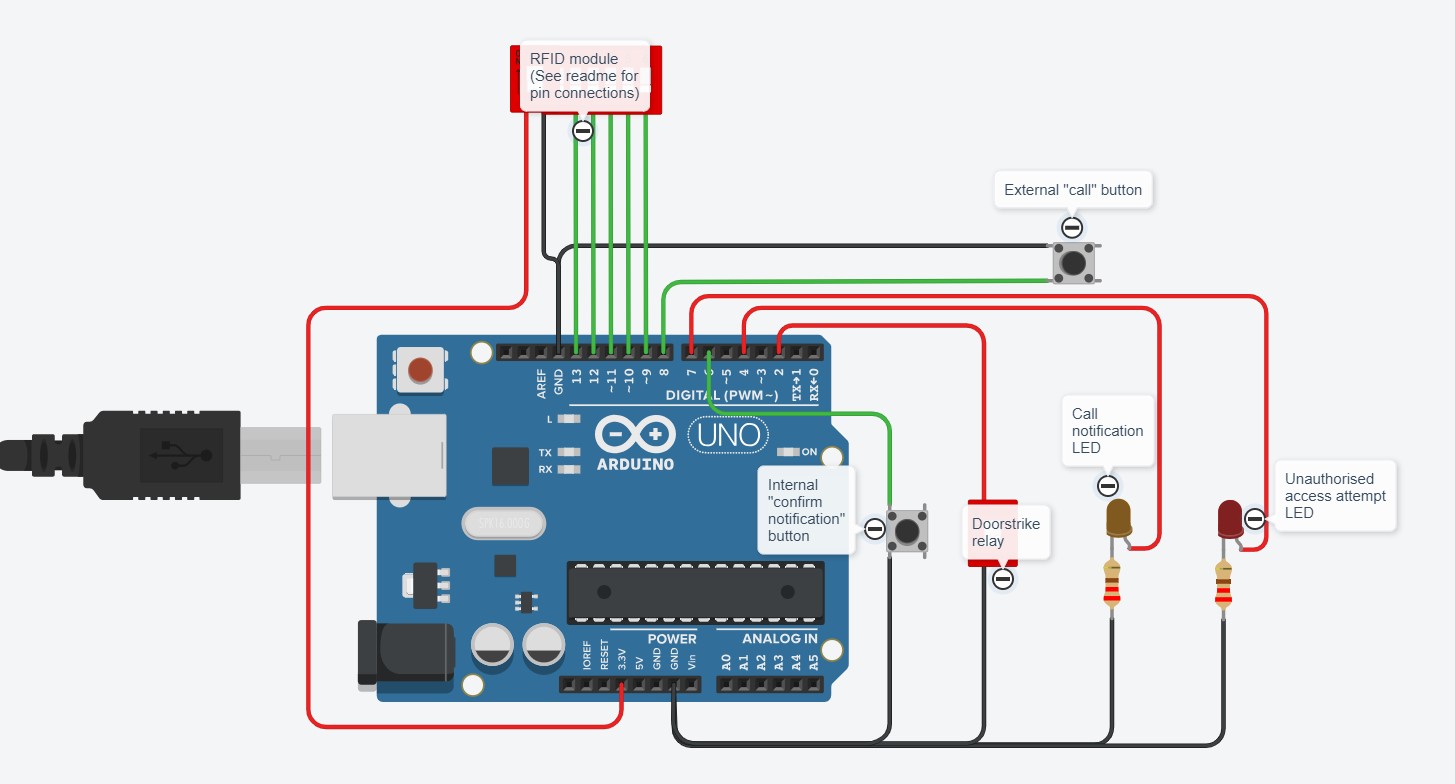 RFID module
(See readme for
pin connections)
External "call" button
AREF
GND
13
12
~11
~10
~9
8
7
~5
4
~3
2
TX→1
RX←0
DIGITAL (PWM~)
L
TX
RX
UNO
ON
ARDUINO
Call
notification
LED
Internal
"confirm
notification"
button
Doorstrike
relay
Unauthorised
access attempt
LED
POWER
ANALOG IN
IOREF
RESET
3.3V
5V
GND
GND
Vin
A0
A1
A2
A3
A4
A5